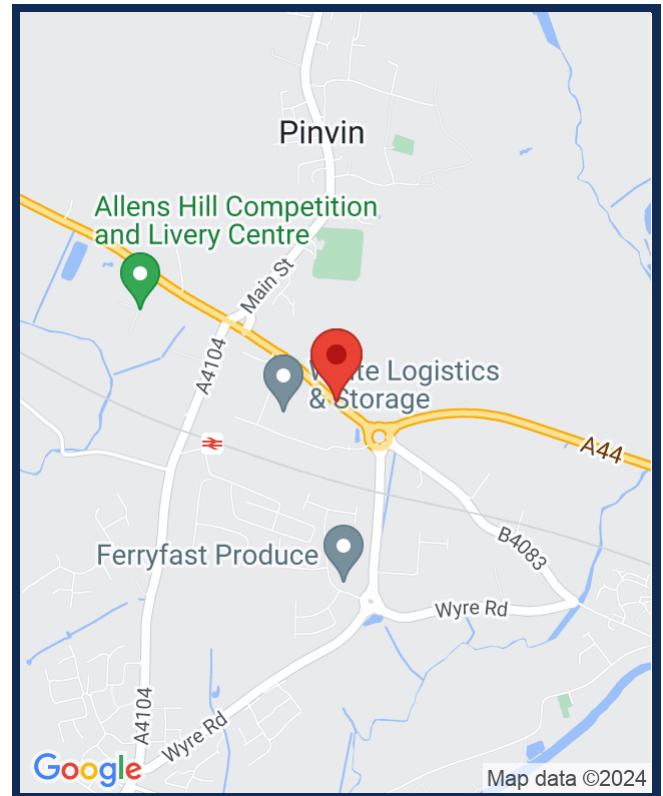 Pinvin
Allens Hill Competition
and Livery Centre
Main St
A4104
Logistics
& Storage
A44
B4083
Ferryfast Produce
Wyre Rd
A4104
Wyre Rd
Google
Map data ©2024